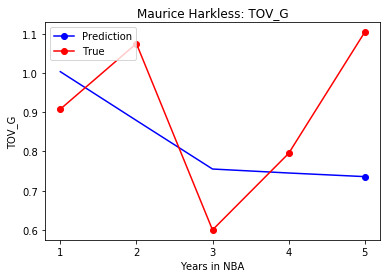 Maurice Harkless: TOV_G
Prediction
True
1.1
1.0
0.9
0.8
0.7
0.6
TOV_G
1 2 3 4 5
Years in NBA